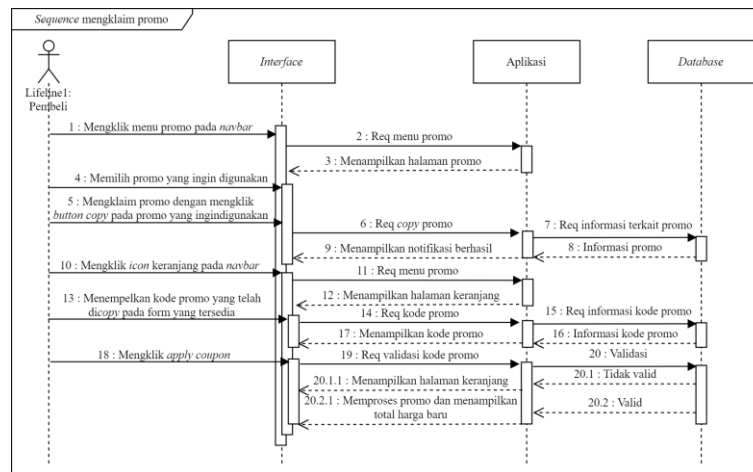 Sequence mengklaim promo
Interface
Aplikasi
Database
Lifeline1:
Pembeli
1 : Mengklik menu promo pada navbar
2 : Req menu promo
3 : Menampilkan halaman promo
4 : Memilih promo yang ingin digunakan
5 : Mengklaim promo dengan mengklik
button copy pada promo yang ingindigunakan
6 : Req copy promo
7 : Req informasi terkait promo
8 : Informasi promo
9 : Menampilkan notifikasi berhasil
10 : Mengklik icon keranjang pada navbar
11 : Req menu promo
12 : Menampilkan halaman keranjang
13 : Menempelkan kode promo yang telah
dicopy pada form yang tersedia
14 : Req kode promo
15 : Req informasi kode promo
16 : Informasi kode promo
17 : Menampilkan kode promo
18 : Mengklik apply coupon
19 : Req validasi kode promo
20 : Validasi
20.1 : Tidak valid
20.1.1 : Menampilkan halaman keranjang
20.2 : Valid
20.2.1 : Memproses promo dan menampilkan
total harga baru